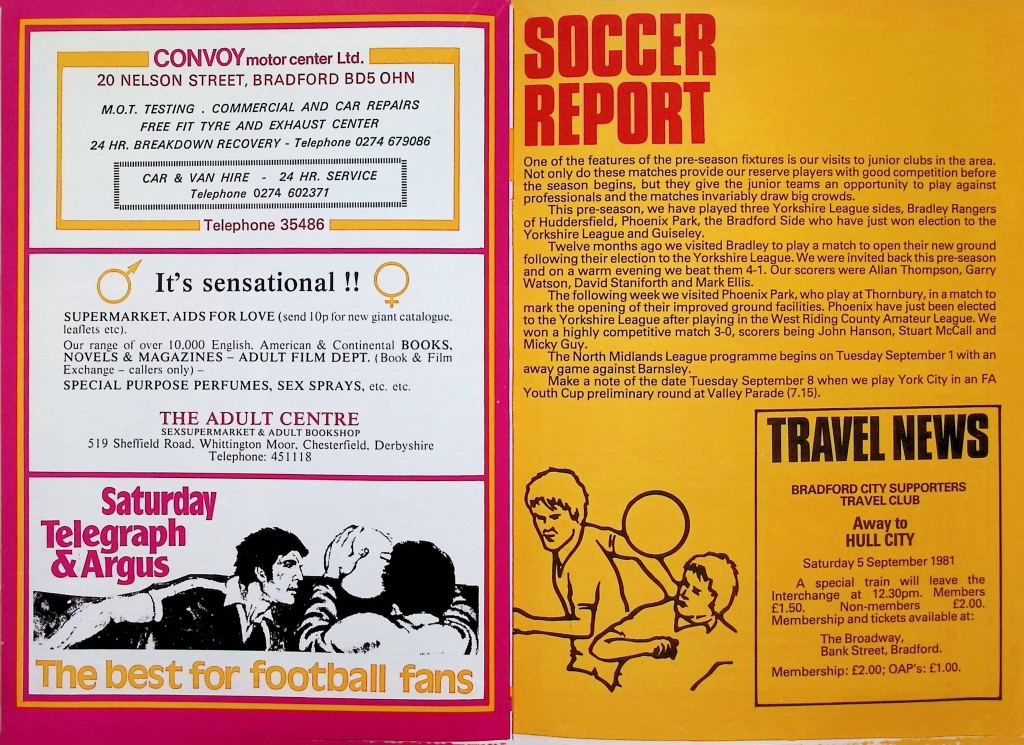 CONVOY motor center Ltd.
20 NELSON STREET, BRADFORD BD5 OHN
M.O.T. TESTING . COMMERCIAL AND CAR REPAIRS
FREE FIT TYRE AND EXHAUST CENTER
24 HR. BREAKDOWN RECOVERY - Telephone 0274 679086
CAR & VAN HIRE - 24 HR. SERVICE
Telephone 0274 602371
Telephone 35486
It's sensational !!
SUPERMARKET, AIDS FOR LOVE (send 10p for new giant catalogue,
leaflets etc).
Our range of over 10,000 English, American & Continental BOOKS,
NOVELS & MAGAZINES – ADULT FILM DEPT. (Book & Film
Exchange – callers only) –
SPECIAL PURPOSE PERFUMES, SEX SPRAYS, etc. etc.
THE ADULT CENTRE
SEXSUPERMARKET & ADULT BOOKSHOP
519 Sheffield Road, Whittington Moor, Chesterfield, Derbyshire
Telephone: 451118
Saturday
Telegraph
& Argus
The best for football fans
SOCCER
REPORT
One of the features of the pre-season fixtures is our visits to junior clubs in the area.
Not only do these matches provide our reserve players with good competition before
the season begins, but they give the junior teams an opportunity to play against
professionals and the matches invariably draw big crowds.
This pre-season, we have played three Yorkshire League sides, Bradley Rangers
of Huddersfield, Phoenix Park, the Bradford Side who have just won election to the
Yorkshire League and Guiseley.
Twelve months ago we visited Bradley to play a match to open their new ground
following their election to the Yorkshire League. We were invited back this pre-season
and on a warm evening we beat them 4-1. Our scorers were Allan Thompson, Garry
Watson, David Staniforth and Mark Ellis.
The following week we visited Phoenix Park, who play at Thornbury, in a match to
mark the opening of their improved ground facilities. Phoenix have just been elected
to the Yorkshire League after playing in the West Riding County Amateur League. We
won a highly competitive match 3-0, scorers being John Hanson, Stuart McCall and
Micky Guy.
The North Midlands League programme begins on Tuesday September 1 with an
away game against Barnsley.
Make a note of the date Tuesday September 8 when we play York City in an FA
Youth Cup preliminary round at Valley Parade (7.15).
TRAVEL NEWS
BRADFORD CITY SUPPORTERS
TRAVEL CLUB
Away to
HULL CITY
Saturday 5 September 1981
A special train will leave the
Interchange at 12.30pm. Members
£1.50. Non-members £2.00.
Membership and tickets available at:
The Broadway,
Bank Street, Bradford.
Membership: £2.00; OAP's: £1.00.